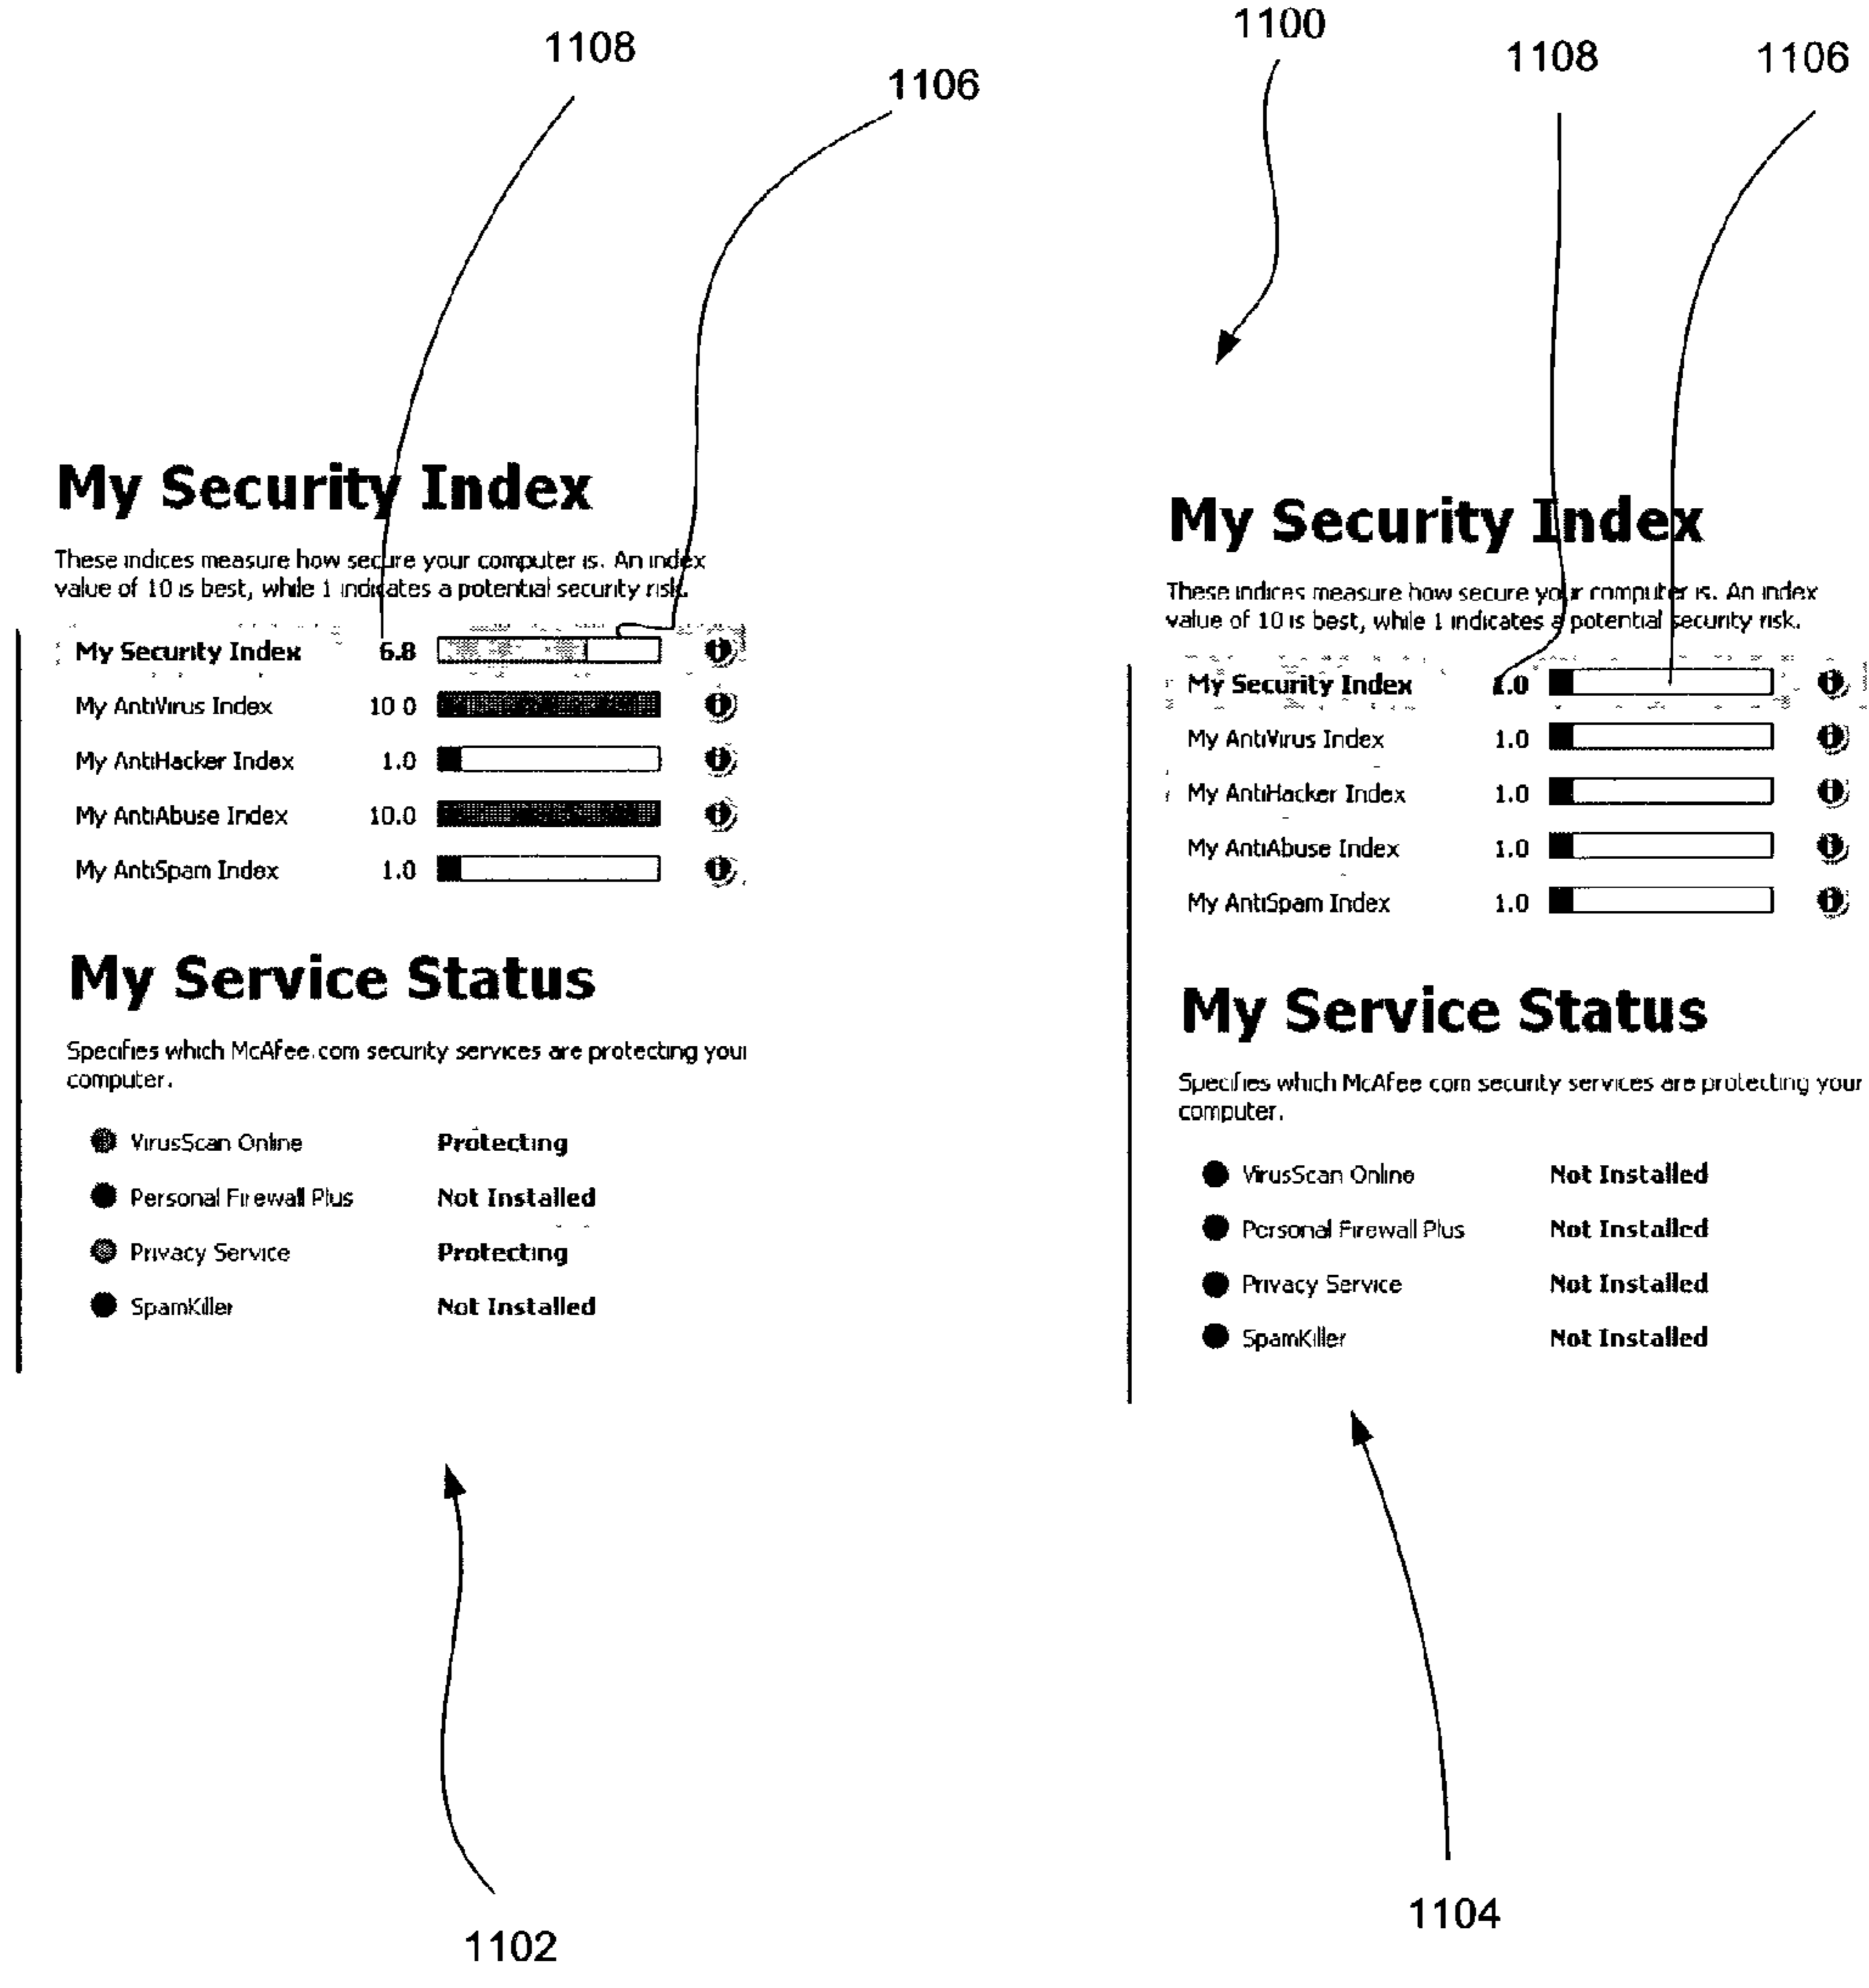 1108
1106
My Security Index
These indices measure how secure your computer is. An index
value of 10 is best, while 1 indicates a potential security risk.
My Security Index 6.8
My AntiVirus Index 10 0
My AntiHacker Index 1.0
My AntiAbuse Index 10.0
My AntiSpam Index 1.0
My Service Status
Specifies which McAfee.com security services are protecting your
computer.
VirusScan Online Protecting
Personal Firewall Plus Not Installed
Privacy Service Protecting
SpamKiller Not Installed
1102
1100
1108
1106
My Security Index
These indices measure how secure your computer is. An index
value of 10 is best, while 1 indicates a potential security risk.
My Security Index 1.0
My AntiVirus Index 1.0
My AntiHacker Index 1.0
My AntiAbuse Index 1.0
My AntiSpam Index 1.0
My Service Status
Specifies which McAfee com security services are protecting your
computer.
VirusScan Online Not Installed
Personal Firewall Plus Not Installed
Privacy Service Not Installed
SpamKiller Not Installed
1104